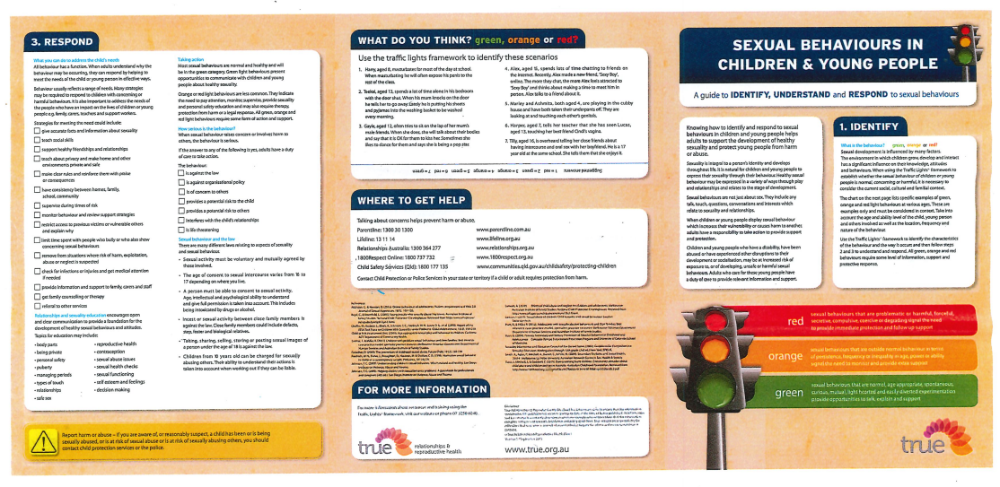 3. RESPOND
What you can do to address the child's needs
All behaviour has a function. When adults understand why the
behaviour may be occurring, they can respond by helping to
meet the needs of the child or young person in effective ways.
Behaviour usually reflects a range of needs. Many strategies
may be required to respond to children with concerning or
harmful behaviours. It is also important to address the needs of
the people who have an impact on the lives of children or young
people e.g. family, carers, teachers and support workers.
Strategies for meeting the need could include:
give accurate facts and information about sexuality
teach social skills
support healthy friendships and relationships
teach about privacy and make home and other
environments private and safe
make clear rules and reinforce them with praise
or consequences
have consistency between homes, family,
school, community
supervise during times of risk
monitor behaviour and review support strategies
restrict access to previous victims or vulnerable others
and explain why
limit time spent with people who bully or who also show
concerning sexual behaviours
remove from situations where risk of harm, exploitation,
abuse or neglect is suspected
check for infections or injuries and get medical attention
if needed
provide information and support to family, carers and staff
get family counselling or therapy
referral to other services
Relationships and sexuality education encourages open
and clear communication to provide a foundation for the
development of healthy sexual behaviours and attitudes.
Topics for education may include:
• body parts
• being private
• personal safety
• puberty
• managing periods
• types of touch
• relationships
• safe sex
• reproductive health
• contraception
• sexual abuse issues
• sexual health checks
• sexual functioning
• self esteem and feelings
• decision making
Taking action
Most sexual behaviours are normal and healthy and will
be in the green category. Green light behaviours present
opportunities to communicate with children and young
people about healthy sexuality.
Orange or red light behaviours are less common. They indicate
the need to pay attention, monitor, supervise, provide sexuality
and personal safety education and may also require therapy,
protection from harm or a legal response. All green, orange and
red light behaviours require some form of action and support.
How serious is the behaviour?
When sexual behaviour raises concern or involves harm to
others, the behaviour is serious.
If the answer to any of the following is yes, adults have a duty
of care to take action.
The behaviour:
is against the law
is against organisational policy
is of concern to others
provides a potential risk to the child
provides a potential risk to others
interferes with the child's relationships
is life threatening
Sexual behaviour and the law
There are many different laws relating to aspects of sexuality
and sexual behaviour
• Sexual activity must be voluntary and mutually agreed by
those involved.
• The age of consent to sexual intercourse varies from 16 to
17 depending on where you live.
• A person must be able to consent to sexual activity.
Age, intellectual and psychological ability to understand
and give full permission is taken into account. This includes
being intoxicated by drugs or alcohol.
• Incest or sexual activity between close family members is
against the law. Close family members could include defacto,
step, foster and biological relatives.
• Taking, sharing, selling, storing or posting sexual images of
a person under the age of 18 is against the law.
• Children from 10 years old can be charged for sexually
abusing others. Their ability to understand their actions is
taken into account when working out if they can be liable.
Report harm or abuse – If you are aware of, or reasonably suspect, a child has been or is being
sexually abused, or is at risk of sexual abuse or is at risk of sexually abusing others, you should
contact child protection services or the police.
WHAT DO YOU THINK? green, orange or red?
Use the traffic lights framework to identify these scenarios
1. Harry, aged 8, masturbates for most of the day at school.
When masturbating he will often expose his penis to the
rest of the class.
2. Tsekai, aged 13, spends a lot of time alone in his bedroom
with the door shut. When his mum knocks on the door
he tells her to go away. Lately he is putting his sheets
and pyjamas into the washing basket to be washed
every morning.
3. Gayle, aged 12, often tries to sit on the lap of her mum's
male friends. When she does, she will talk about their bodies
and say that it is OK for them to kiss her. Sometimes she
likes to dance for them and says she is being a pop star.
4. Alex, aged 15, spends lots of time chatting to friends on
the internet. Recently, Alex made a new friend, 'Sexy Boy',
online. The more they chat, the more Alex feels attracted to
'Sexy Boy' and thinks about making a time to meet him in
person. Alex talks to a friend about it.
5. Marley and Ashmita, both aged 4, are playing in the cubby
house and have both taken their underpants off. They are
looking at and touching each other's genitals.
6. Harper, aged 7, tells her teacher that she has seen Lucas,
aged 13, touching her best friend Cindi's vagina.
7. Tilly, aged 16, is overheard telling her close friends about
having intercourse and oral sex with her boyfriend. He is a 17
year old at the same school. She tells them that she enjoys it.
Suggested answers: 1 = red 2 = green 3 = orange 4 = orange 5 = green 6 = red 7 = green
WHERE TO GET HELP
Talking about concerns helps prevent harm or abuse.
Parentline: 1300 30 1300 www.parentline.com.au
Lifeline: 13 11 14 www.lifeline.org.au
Relationships Australia: 1300 364 277 www.relationships.org.au
1800Respect Online: 1800 737 732 www.1800respect.org.au
Child Safety Services (Qld): 1800 177 135 www.communities.qld.gov.au/childsafety/protecting-children
Contact Child Protection or Police Services in your state or territory if a child or adult requires protection from harm.
FOR MORE INFORMATION
true
relationships &
reproductive health
www.true.org.au
SEXUAL BEHAVIOURS IN
CHILDREN & YOUNG PEOPLE
A guide to IDENTIFY, UNDERSTAND and RESPOND to sexual behaviours
Knowing how to identify and respond to sexual
behaviours in children and young people helps
adults to support the development of healthy
sexuality and protect young people from harm
or abuse.
Sexuality is integral to a person's identity and develops
throughout life. It is natural for children and young people to
express their sexuality through their behaviour. Healthy sexual
behaviour may be expressed in a variety of ways through play
and relationships and relates to the stage of development.
Sexual behaviours are not just about sex. They include any
talk, touch, questions, conversations and interests which
relate to sexuality and relationships.
When children or young people display sexual behaviour
which increases their vulnerability or causes harm to another
adults have a responsibility to take action to provide support
and protection.
Children and young people who have a disability, have been
abused or have experienced other disruptions to their
development or socialisation, may be at increased risk of
exposure to, or of developing, unsafe or harmful sexual
behaviours. Adults who care for these young people have
a duty of care to provide relevant information and support.
1. IDENTIFY
What is the behaviour? green, orange or red?
Sexual development is influenced by many factors.
The environment in which children grow, develop and interact
has a significant influence on their knowledge, attitudes
and behaviours. When using the Traffic Lights® framework to
establish whether the sexual behaviour of children or young
people is normal, concerning or harmful, it is necessary to
consider the current social, cultural and familial context.
The chart on the next page lists specific examples of green,
orange and red light behaviours at various ages. These are
examples only and must be considered in context. Take into
account the age and ability level of the child, young person
and others involved as well as the location, frequency and
nature of the behaviour.
Use the Traffic Lights® framework to identify the characteristics
of the behaviour and the way it occurs and then follow steps
2 and 3 to understand and respond. All green, orange and red
behaviours require some level of information, support and
protective response.
red
sexual behaviours that are problematic or harmful, forceful,
secretive, compulsive, coercive or degrading signal the need
to provide immediate protection and follow up support
orange
sexual behaviours that are outside normal behaviour in terms
of persistence, frequency or inequality in age, power or ability
signal the need to monitor and provide extra support
green
sexual behaviours that are normal, age appropriate, spontaneous,
curious, mutual, light hearted and easily diverted experimentation
provide opportunities to talk, explain and support
true